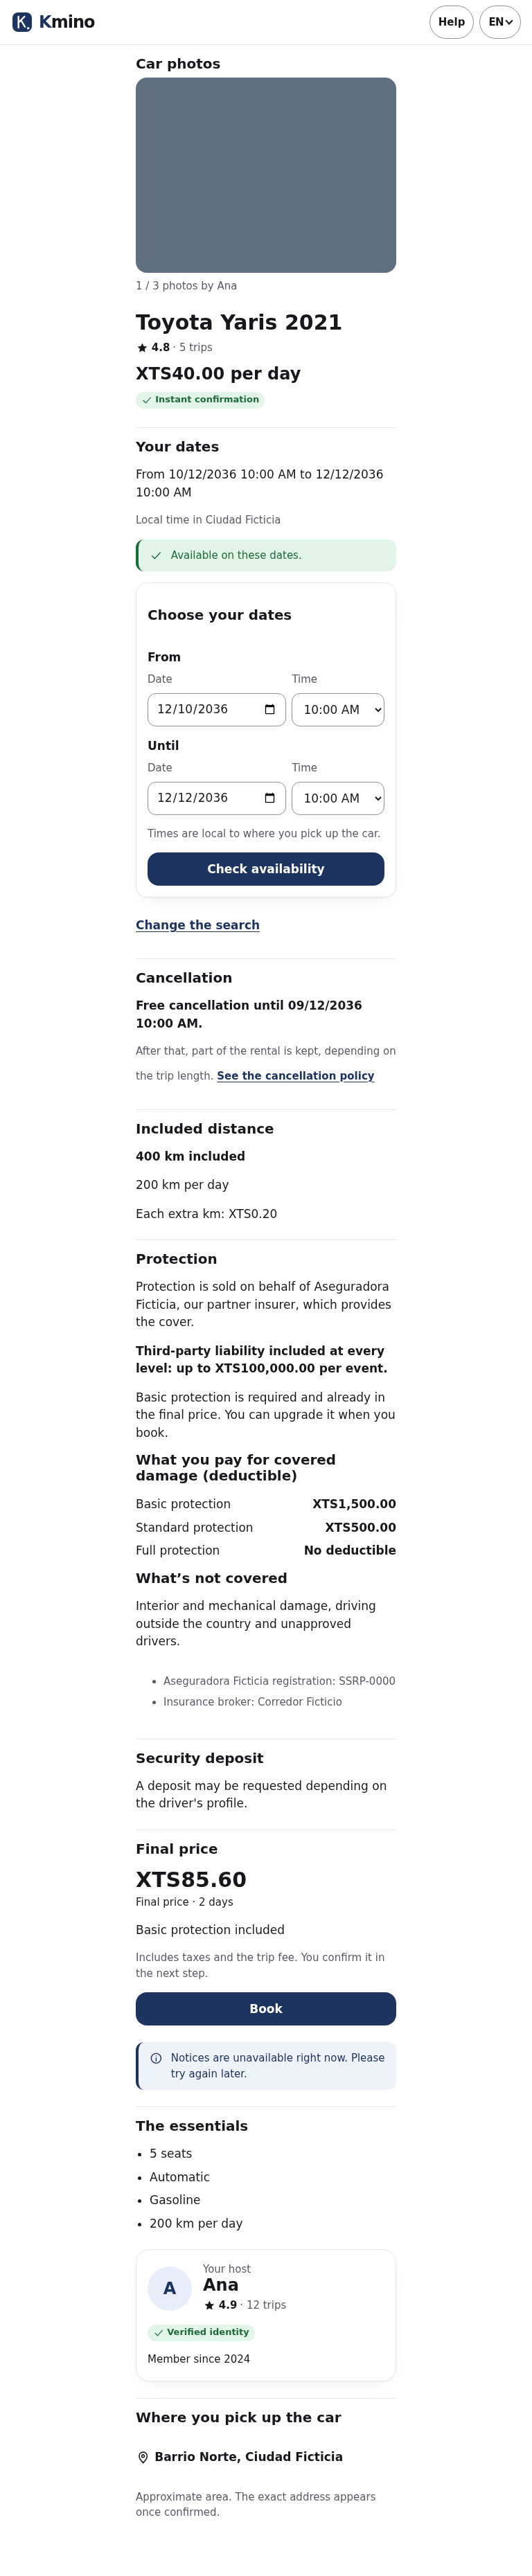 Kmino
Help
EN
Car photos
1 / 3 photos by Ana
Toyota Yaris 2021
★ 4.8 · 5 trips
XTS40.00 per day
Instant confirmation
Your dates
From 10/12/2036 10:00 AM to 12/12/2036
10:00 AM
Local time in Ciudad Ficticia
Available on these dates.
Choose your dates
From
Date
Time
12/10/2036
10:00 AM
Until
Date
Time
12/12/2036
10:00 AM
Times are local to where you pick up the car.
Check availability
Change the search
Cancellation
Free cancellation until 09/12/2036
10:00 AM.
After that, part of the rental is kept, depending on
the trip length. See the cancellation policy
Included distance
400 km included
200 km per day
Each extra km: XTS0.20
Protection
Protection is sold on behalf of Aseguradora
Ficticia, our partner insurer, which provides
the cover.
Third-party liability included at every
level: up to XTS100,000.00 per event.
Basic protection is required and already in
the final price. You can upgrade it when you
book.
What you pay for covered
damage (deductible)
Basic protection XTS1,500.00
Standard protection XTS500.00
Full protection No deductible
What’s not covered
Interior and mechanical damage, driving
outside the country and unapproved
drivers.
• Aseguradora Ficticia registration: SSRP-0000
• Insurance broker: Corredor Ficticio
Security deposit
A deposit may be requested depending on
the driver's profile.
Final price
XTS85.60
Final price · 2 days
Basic protection included
Includes taxes and the trip fee. You confirm it in
the next step.
Book
Notices are unavailable right now. Please
try again later.
The essentials
• 5 seats
• Automatic
• Gasoline
• 200 km per day
A
Your host
Ana
★ 4.9 · 12 trips
Verified identity
Member since 2024
Where you pick up the car
Barrio Norte, Ciudad Ficticia
Approximate area. The exact address appears
once confirmed.